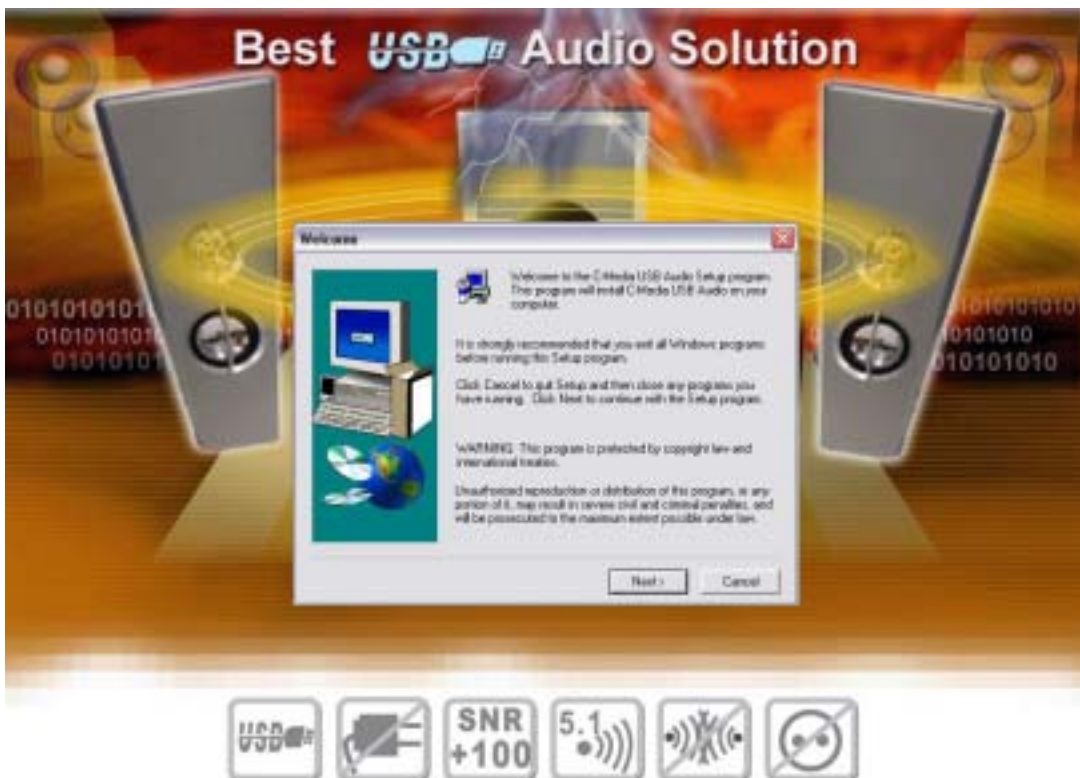 Best USB Audio Solution
Welcome
Welcome to the C-Media USB Audio Setup program.
This program will install C-Media USB Audio on your
computer.
It is strongly recommended that you exit all Windows programs
before running this Setup program.
Click Cancel to quit Setup and then close any programs you
have running. Click Next to continue with the Setup program.
WARNING: This program is protected by copyright law and
international treaties.
Unauthorized reproduction or distribution of this program, or any
portion of it, may result in severe civil and criminal penalties, and
will be prosecuted to the maximum extent possible under law.
Next >
Cancel
0101010101
0101010101
01010101
101010101
0101010
010101010
USB
SNR
+100
5.1